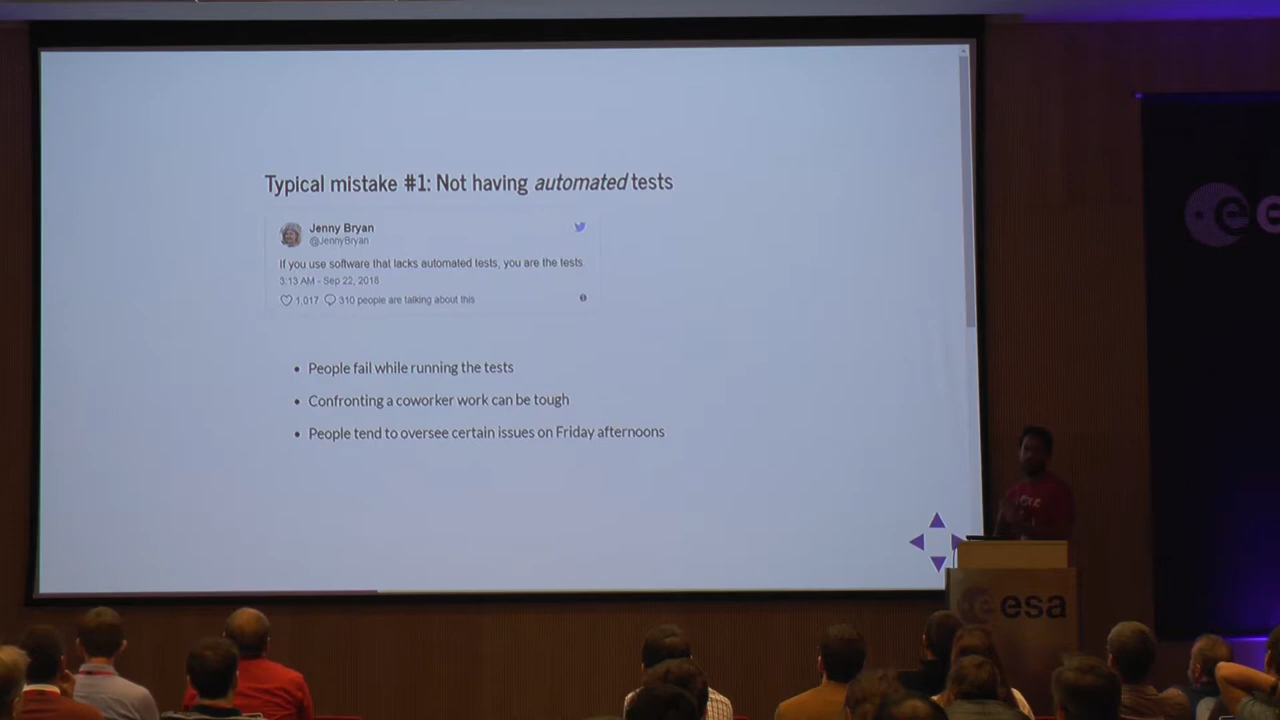 Typical mistake #1: Not having automated tests
Jenny Bryan
@JennyBryan
If you use software that lacks automated tests, you are the tests.
3:13 AM - Sep 22, 2018
1,017 310 people are talking about this
• People fail while running the tests
• Confronting a coworker work can be tough
• People tend to oversee certain issues on Friday afternoons
esa